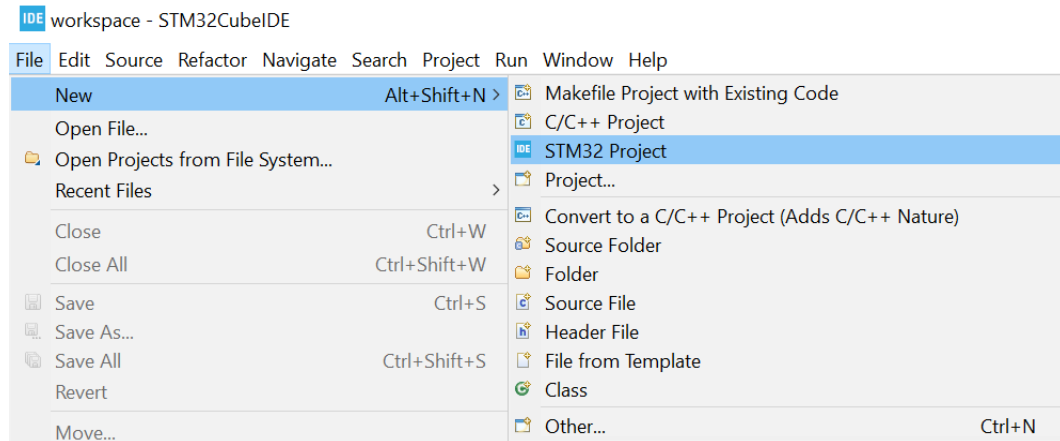 IDE workspace - STM32CubeIDE
File Edit Source Refactor Navigate Search Project Run Window Help
New Alt+Shift+N >
Open File...
Open Projects from File System...
Recent Files >
Close Ctrl+W
Close All Ctrl+Shift+W
Save Ctrl+S
Save As...
Save All Ctrl+Shift+S
Revert
Move...
Makefile Project with Existing Code
C/C++ Project
IDE STM32 Project
Project...
Convert to a C/C++ Project (Adds C/C++ Nature)
Source Folder
Folder
Source File
Header File
File from Template
Class
Other... Ctrl+N